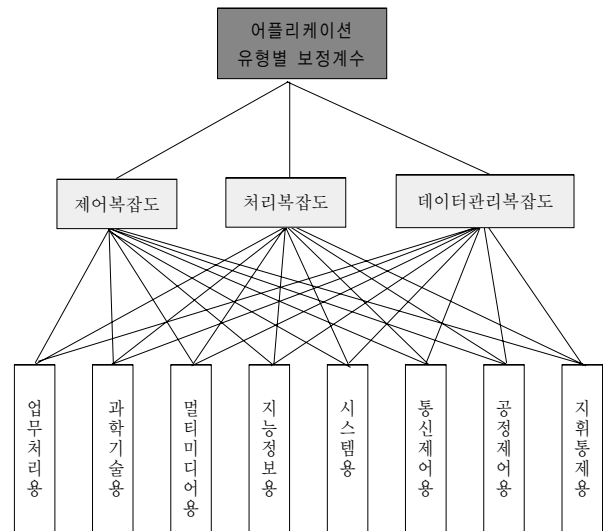 어플리케이션
유형별 보정계수
제어복잡도
처리복잡도
데이터관리복잡도
업무처리용
과학기술용
멀티미디어용
지능정보용
시스템용
통신제어용
공정제어용
지휘통제용